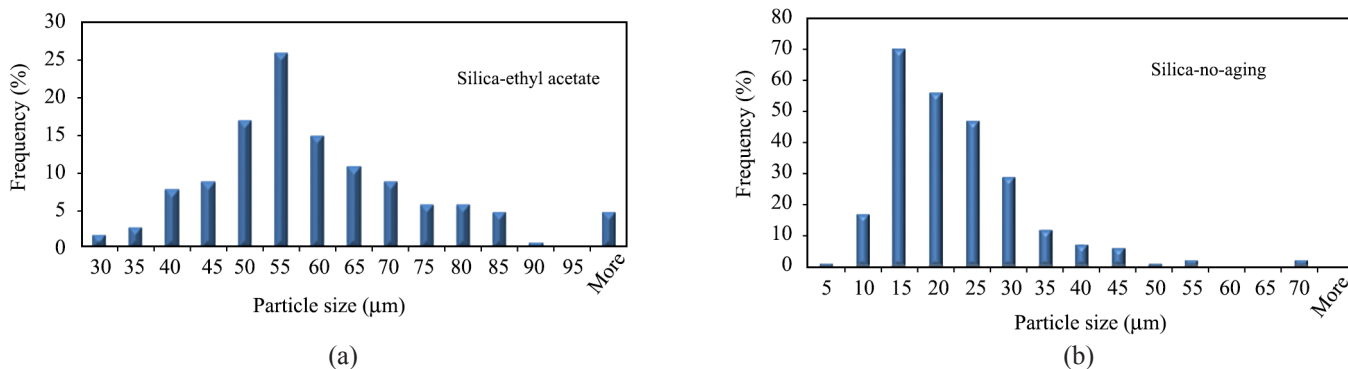 30
25
20
15
10
5
0
Frequency (%)
Silica-ethyl acetate
30 35 40 45 50 55 60 65 70 75 80 85 90 95 More
Particle size (μm)
(a)
80
70
60
50
40
30
20
10
0
Frequency (%)
Silica-no-aging
5 10 15 20 25 30 35 40 45 50 55 60 65 70 More
Particle size (μm)
(b)